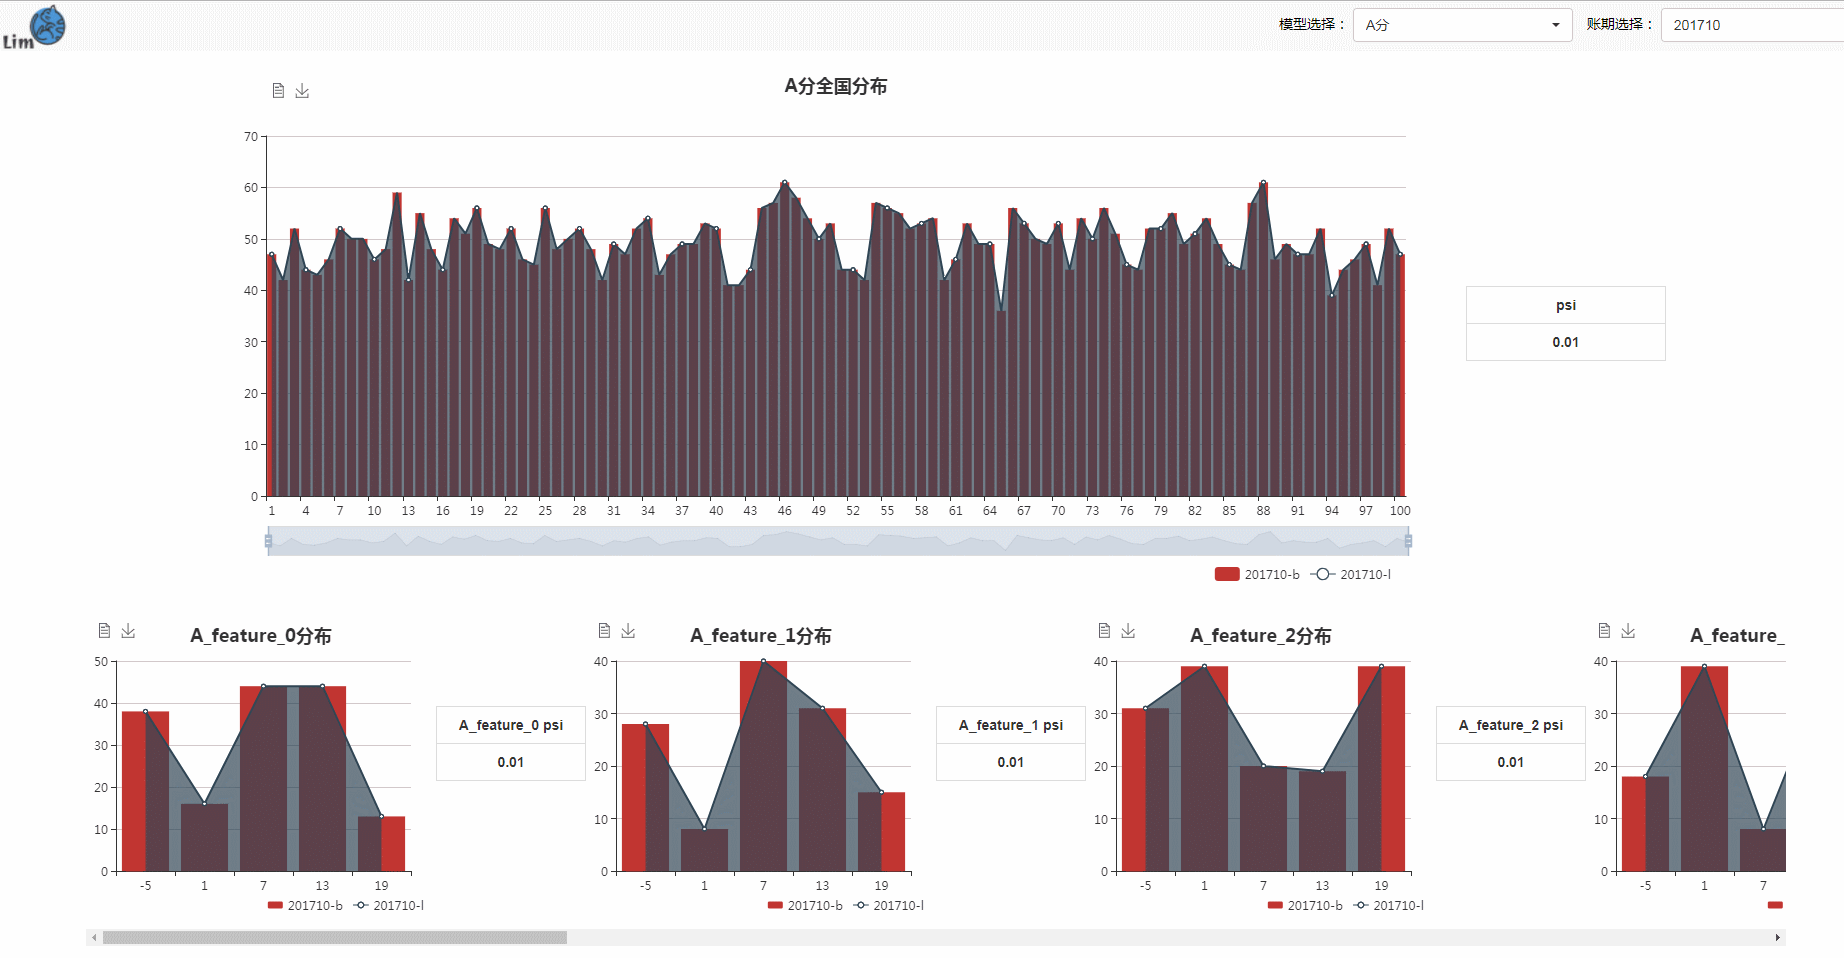 Lim
模型选择： A分 账期选择： 201710
A分全国分布
70
60
50
40
30
20
10
0
1 4 7 10 13 16 19 22 25 28 31 34 37 40 43 46 49 52 55 58 61 64 67 70 73 76 79 82 85 88 91 94 97 100
psi
0.01
201710-b 201710-l
A_feature_0分布
50
40
30
20
10
0
-5 1 7 13 19
201710-b 201710-l
A_feature_0 psi
0.01
A_feature_1分布
40
30
20
10
0
-5 1 7 13 19
201710-b 201710-l
A_feature_1 psi
0.01
A_feature_2分布
40
30
20
10
0
-5 1 7 13 19
201710-b 201710-l
A_feature_2 psi
0.01
A_feature_
40
30
20
10
0
-5 1 7